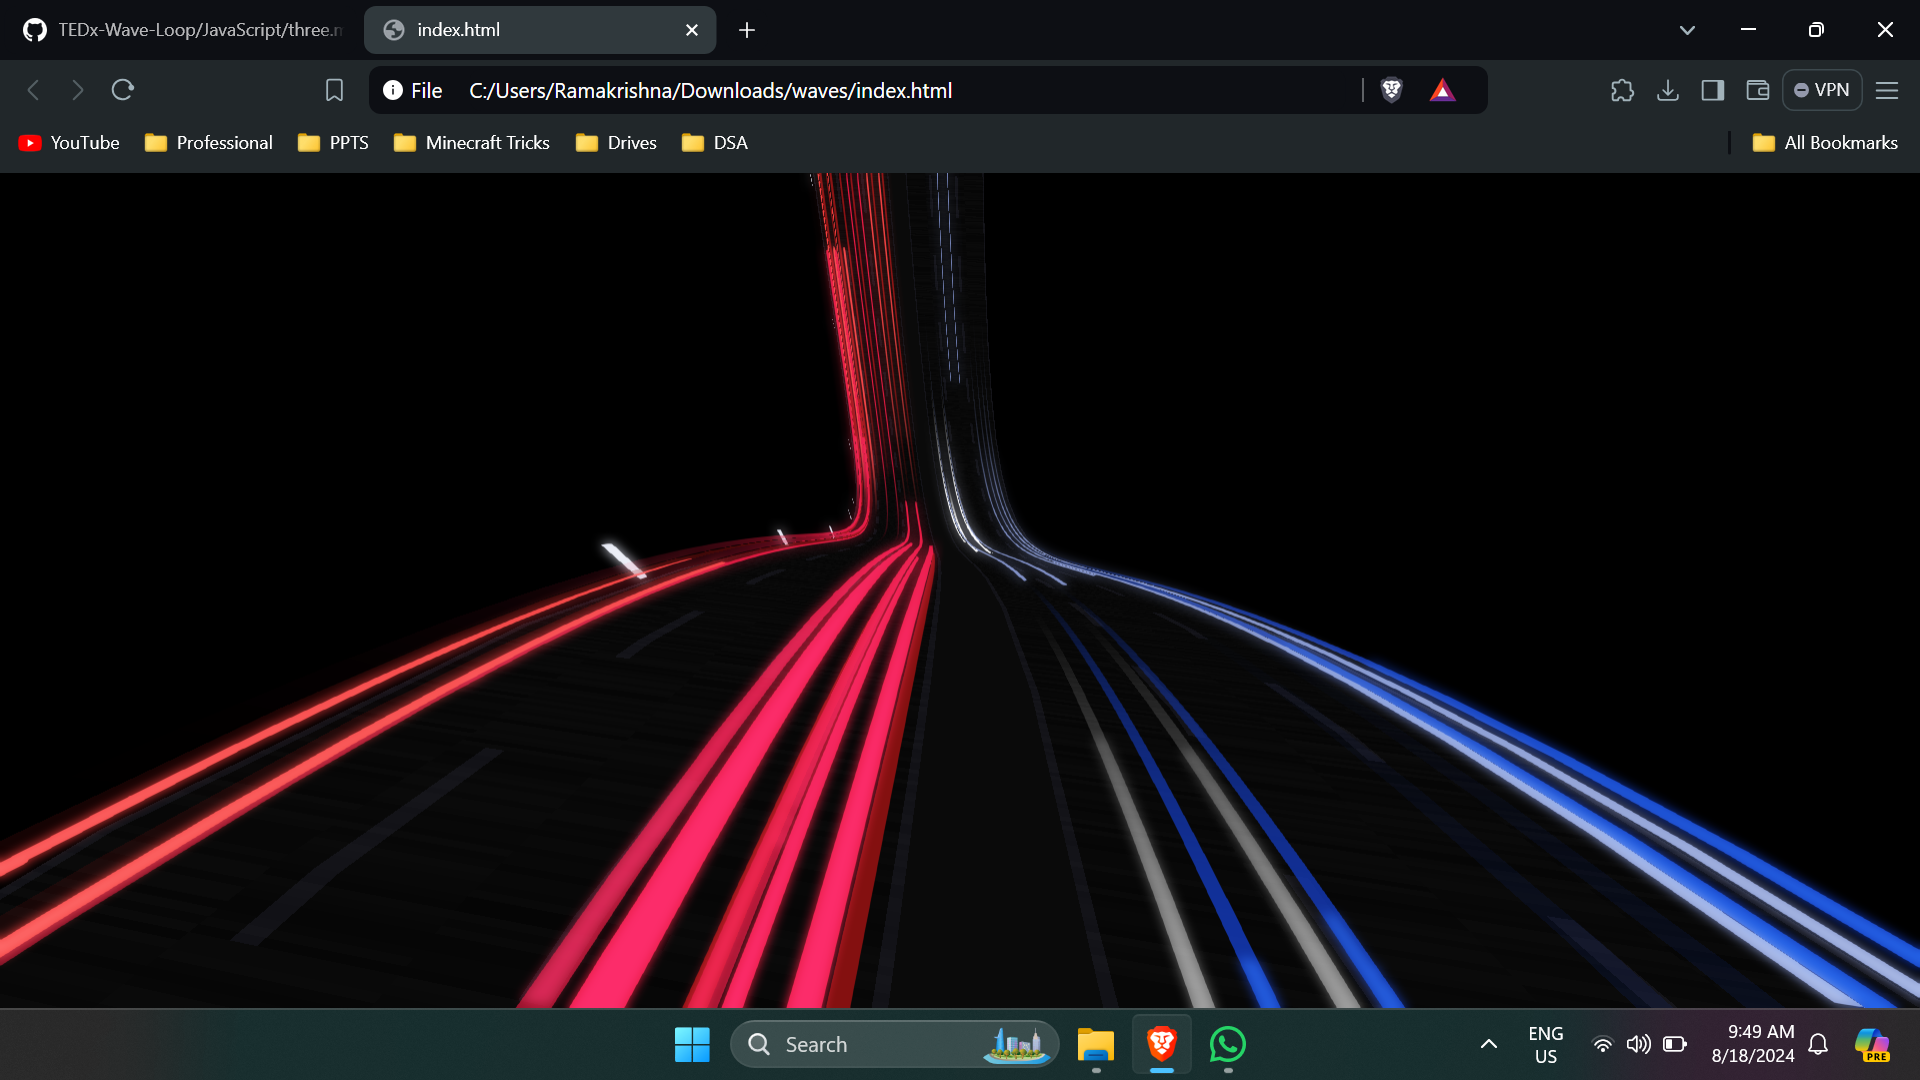 TEDx-Wave-Loop/JavaScript/three.m
index.html
File C:/Users/Ramakrishna/Downloads/waves/index.html
VPN
YouTube Professional PPTS Minecraft Tricks Drives DSA All Bookmarks
Search
ENG
US
9:49 AM
8/18/2024
PRE